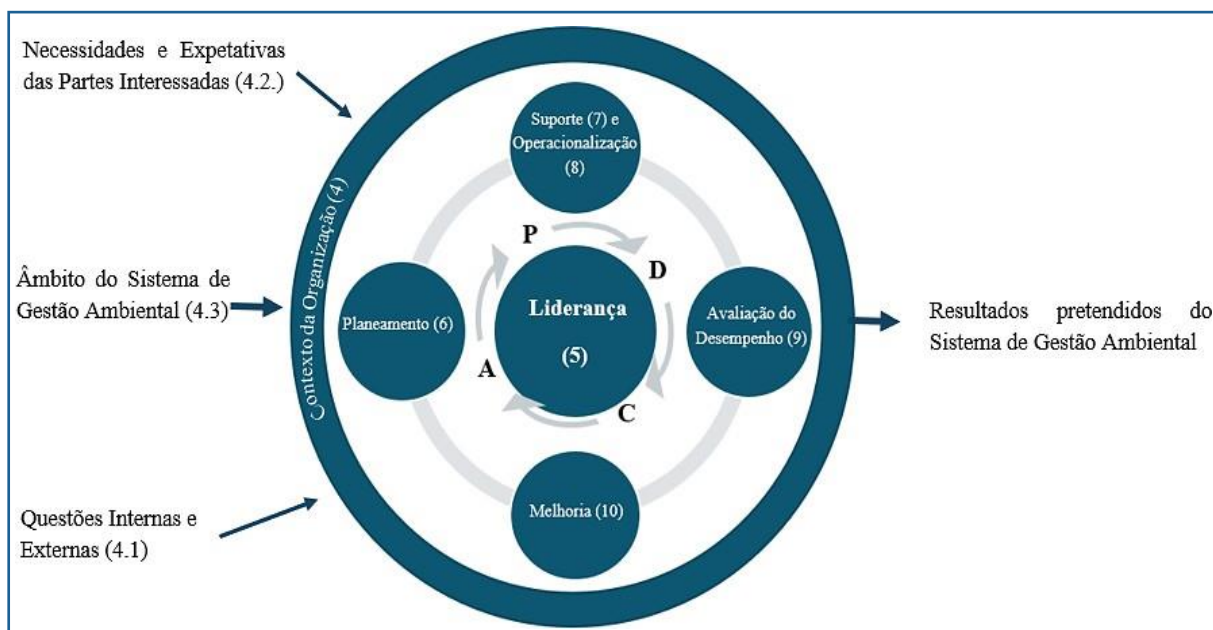 Necessidades e Expetativas
das Partes Interessadas (4.2.)
Suporte (7) e
Operacionalização
(8)
Contexto da Organização (4)
P
D
Âmbito do Sistema de
Gestão Ambiental (4.3)
Planeamento (6)
Liderança
(5)
Avaliação do
Desempenho (9)
Resultados pretendidos do
Sistema de Gestão Ambiental
A
C
Questões Internas e
Externas (4.1)
Melhoria (10)